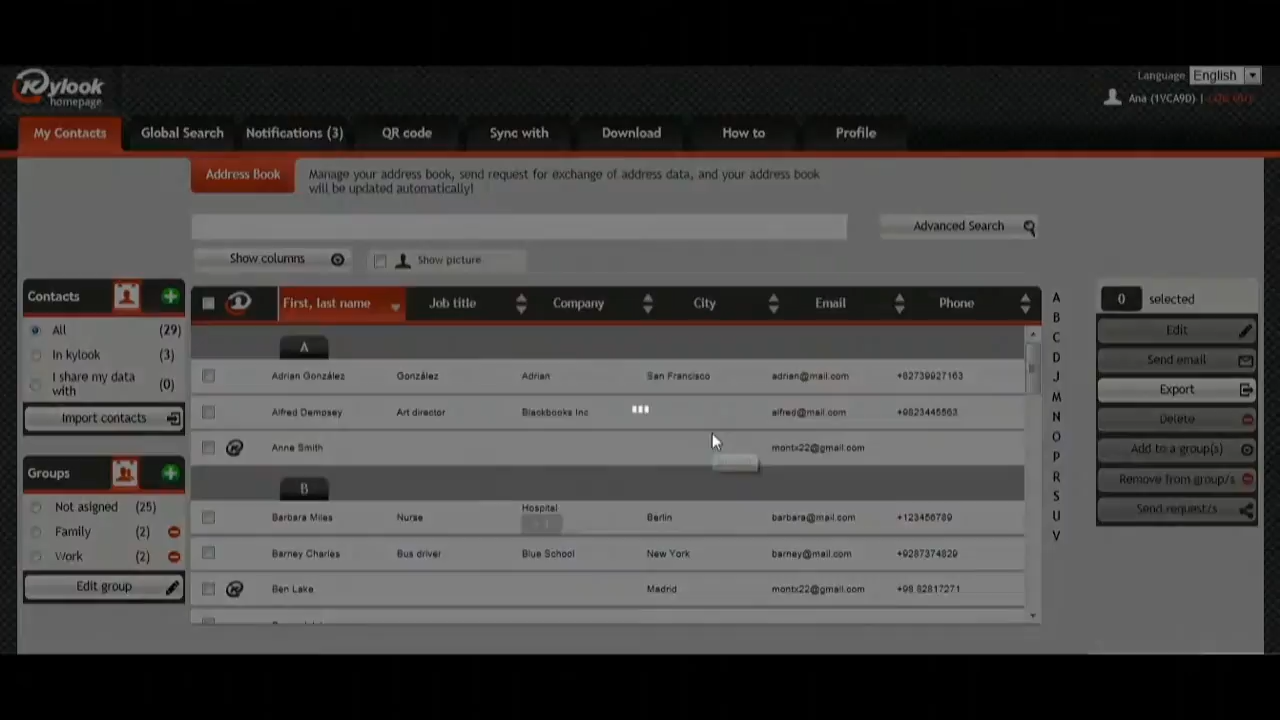 Kylook
homepage
Language English
Ana (1VCA9D) |
My Contacts
Global Search
Notifications (3)
QR code
Sync with
Download
How to
Profile
Address Book
Manage your address book, send request for exchange of address data, and your address book
will be updated automatically!
Advanced Search
Show columns
Show picture
Contacts
All (29)
In kylook (3)
I share my data
with (0)
Import contacts
Groups
Not asigned (25)
Family (2)
Work (2)
Edit group
First, last name Job title Company City Email Phone
A
Adrian González González Adrian San Francisco adrian@mail.com +82739927163
Alfred Dempsey Art director Blackbooks Inc alfred@mail.com +9823445563
Anne Smith montx22@gmail.com
B
Barbara Miles Nurse Hospital Berlin barbara@mail.com +123456789
Barney Charles Bus driver Blue School New York barney@mail.com +9287374829
Ben Lake Madrid montx22@gmail.com +98 82817271
A
B
C
D
J
M
N
O
P
R
S
U
V
0 selected
Edit
Send email
Export
Delete
Add to a group(s)
Remove from group/s
Send request/s